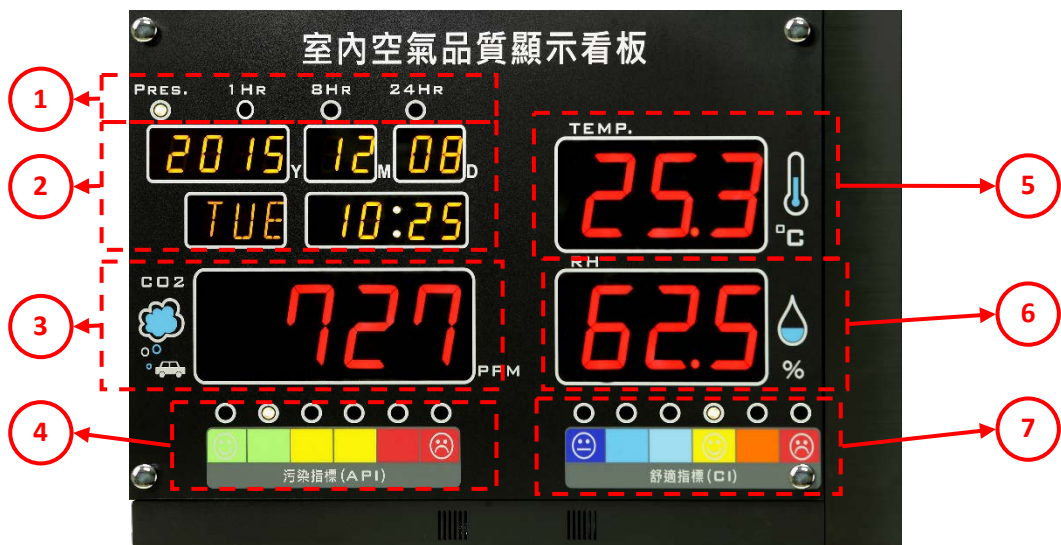 室內空氣品質顯示看板
PRES. 1HR 8HR 24HR
2015 Y 12 M 08 D
TUE 10:25
CO2
727 PPM
污染指標(API)
TEMP.
25.3 °C
RH
62.5 %
舒適指標(CI)
1
2
3
4
5
6
7